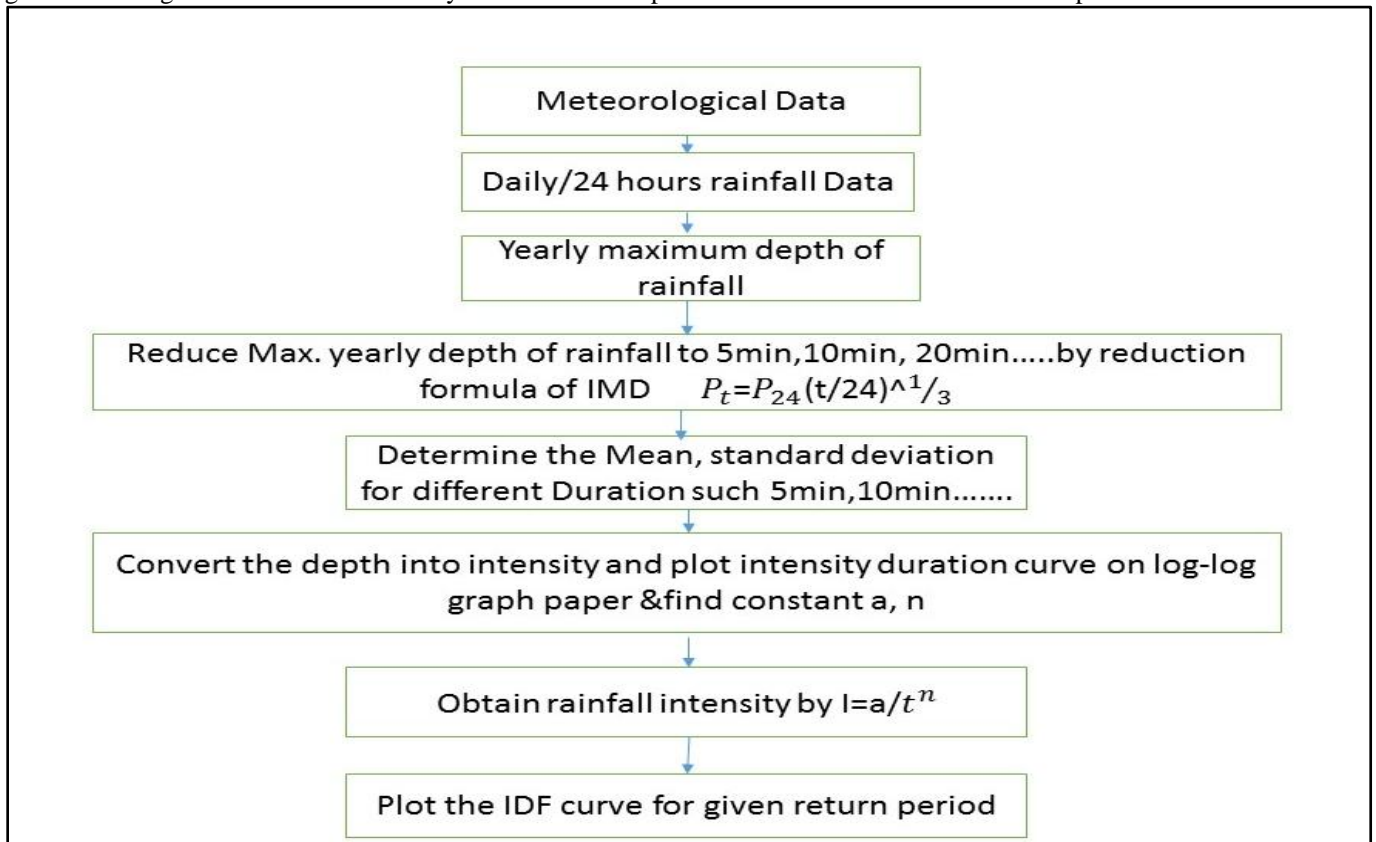 Meteorological Data
Daily/24 hours rainfall Data
Yearly maximum depth of
rainfall
Reduce Max. yearly depth of rainfall to 5min,10min, 20min.....by reduction
formula of IMD P_t=P_24(t/24)^1/3
Determine the Mean, standard deviation
for different Duration such 5min,10min.......
Convert the depth into intensity and plot intensity duration curve on log-log
graph paper &find constant a, n
Obtain rainfall intensity by I=a/t^n
Plot the IDF curve for given return period